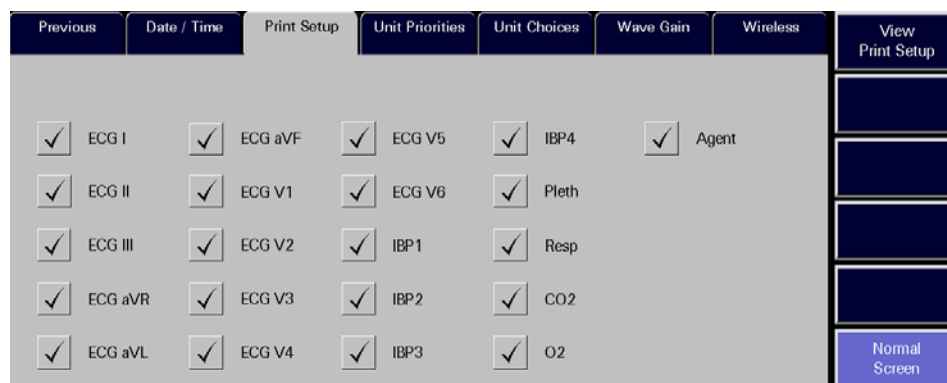 Previous
Date / Time
Print Setup
Unit Priorities
Unit Choices
Wave Gain
Wireless
View
Print Setup
ECG I
ECG aVF
ECG V5
IBP4
Agent
ECG II
ECG V1
ECG V6
Pleth
ECG III
ECG V2
IBP1
Resp
ECG aVR
ECG V3
IBP2
CO2
ECG aVL
ECG V4
IBP3
O2
Normal
Screen